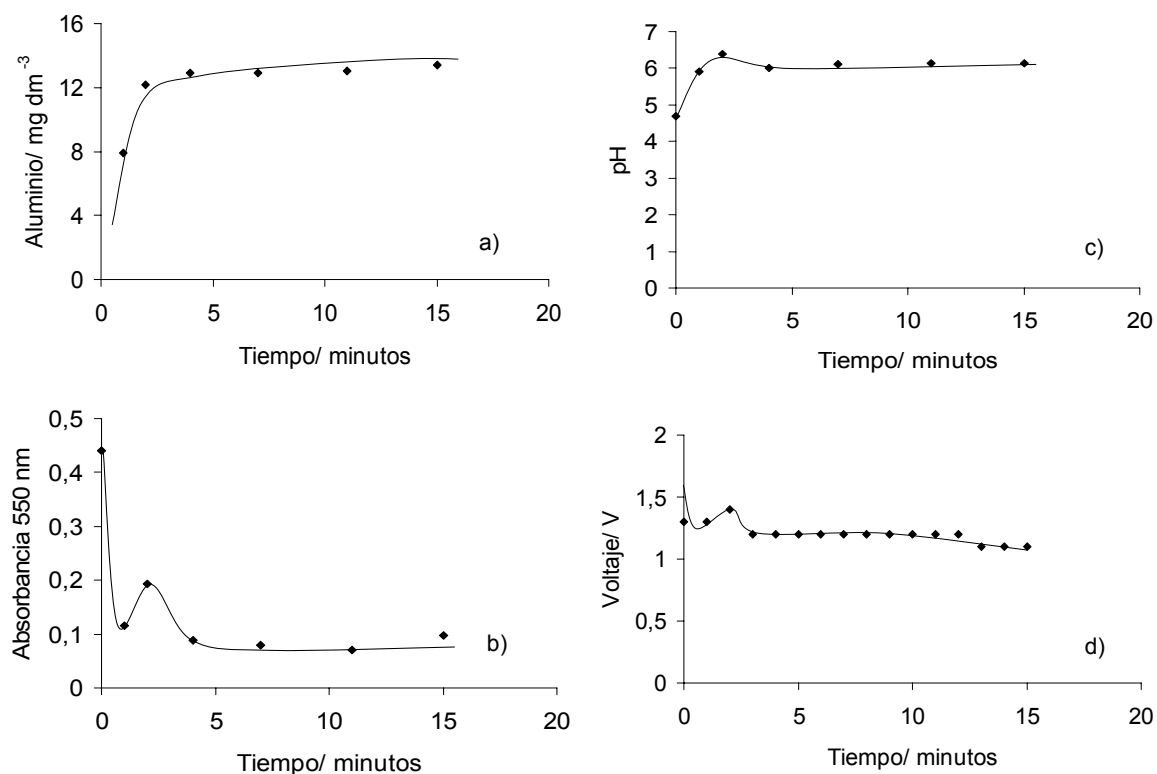 16
12
8
4
0
Aluminio/ mg dm⁻³
0 5 10 15 20
Tiempo/ minutos
a)
7
6
5
4
3
2
1
0
pH
0 5 10 15 20
Tiempo/ minutos
c)
0,5
0,4
0,3
0,2
0,1
0
Absorbancia 550 nm
0 5 10 15 20
Tiempo/ minutos
b)
2
1,5
1
0,5
0
Voltaje/ V
0 5 10 15 20
Tiempo/ minutos
d)